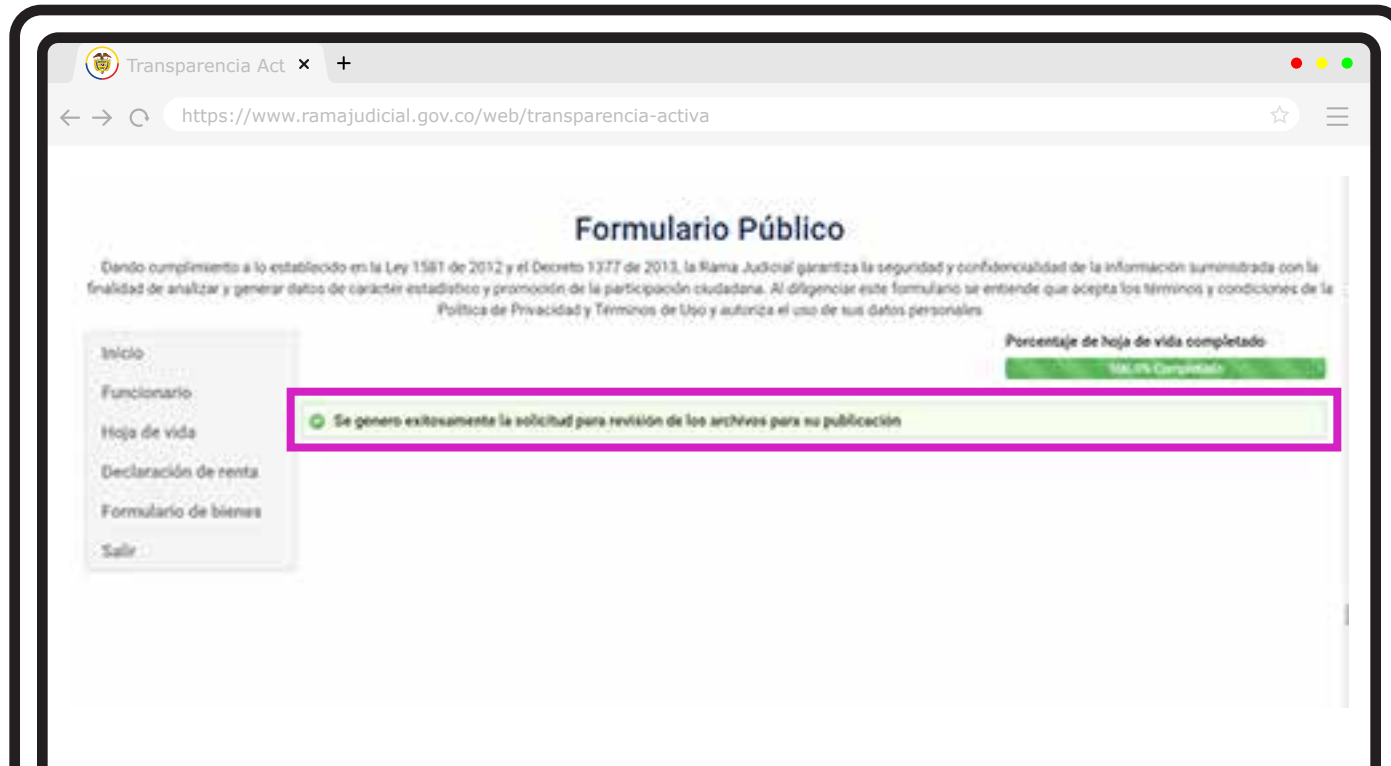 Transparencia Act × +
https://www.ramajudicial.gov.co/web/transparencia-activa
Formulario Público
Dando cumplimiento a lo establecido en la Ley 1581 de 2012 y el Decreto 1377 de 2013, la Rama Judicial garantiza la seguridad y confidencialidad de la información suministrada con la
finalidad de analizar y generar datos de carácter estadístico y promoción de la participación ciudadana. Al diligenciar este formulario se entiende que acepta los términos y condiciones de la
Política de Privacidad y Términos de Uso y autoriza el uso de sus datos personales
Porcentaje de hoja de vida completado
Completado
Inicio
Funcionario
Se genero exitosamente la solicitud para revisión de los archivos para su publicación
Hoja de vida
Declaración de renta
Formulario de bienes
Salir